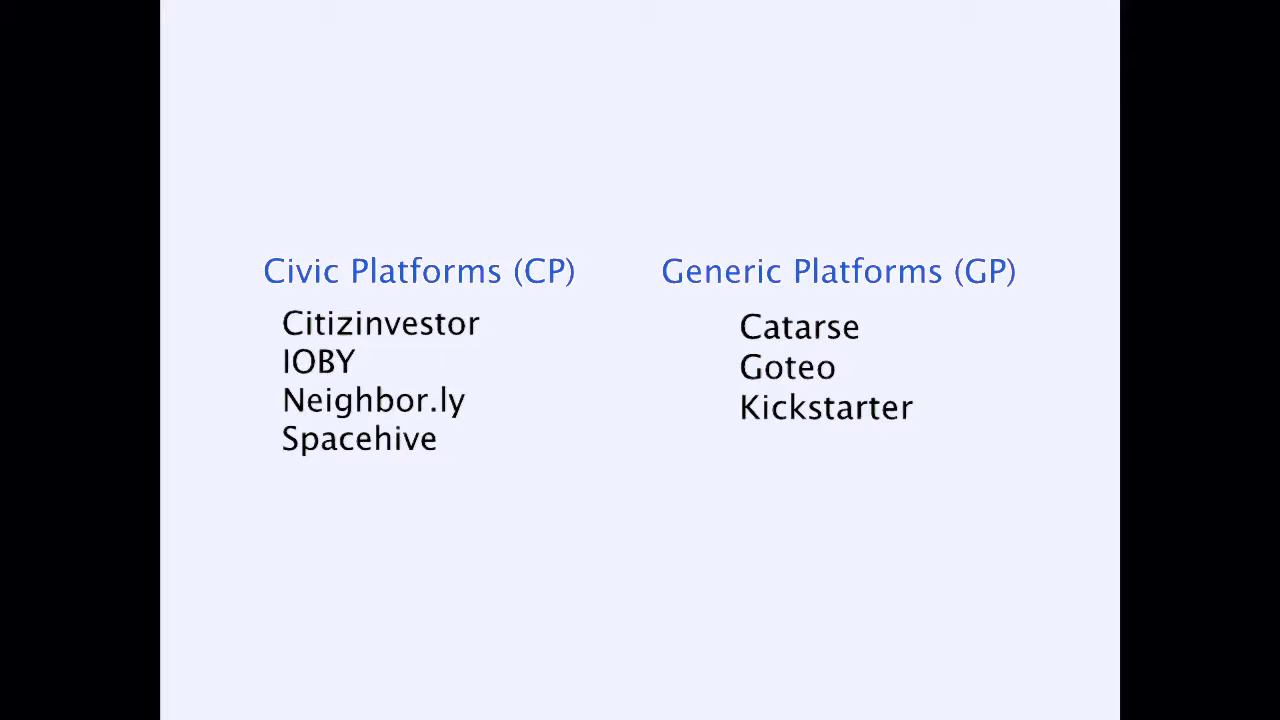 Civic Platforms (CP)
Citizinvestor
IOBY
Neighbor.ly
Spacehive
Generic Platforms (GP)
Catarse
Goteo
Kickstarter